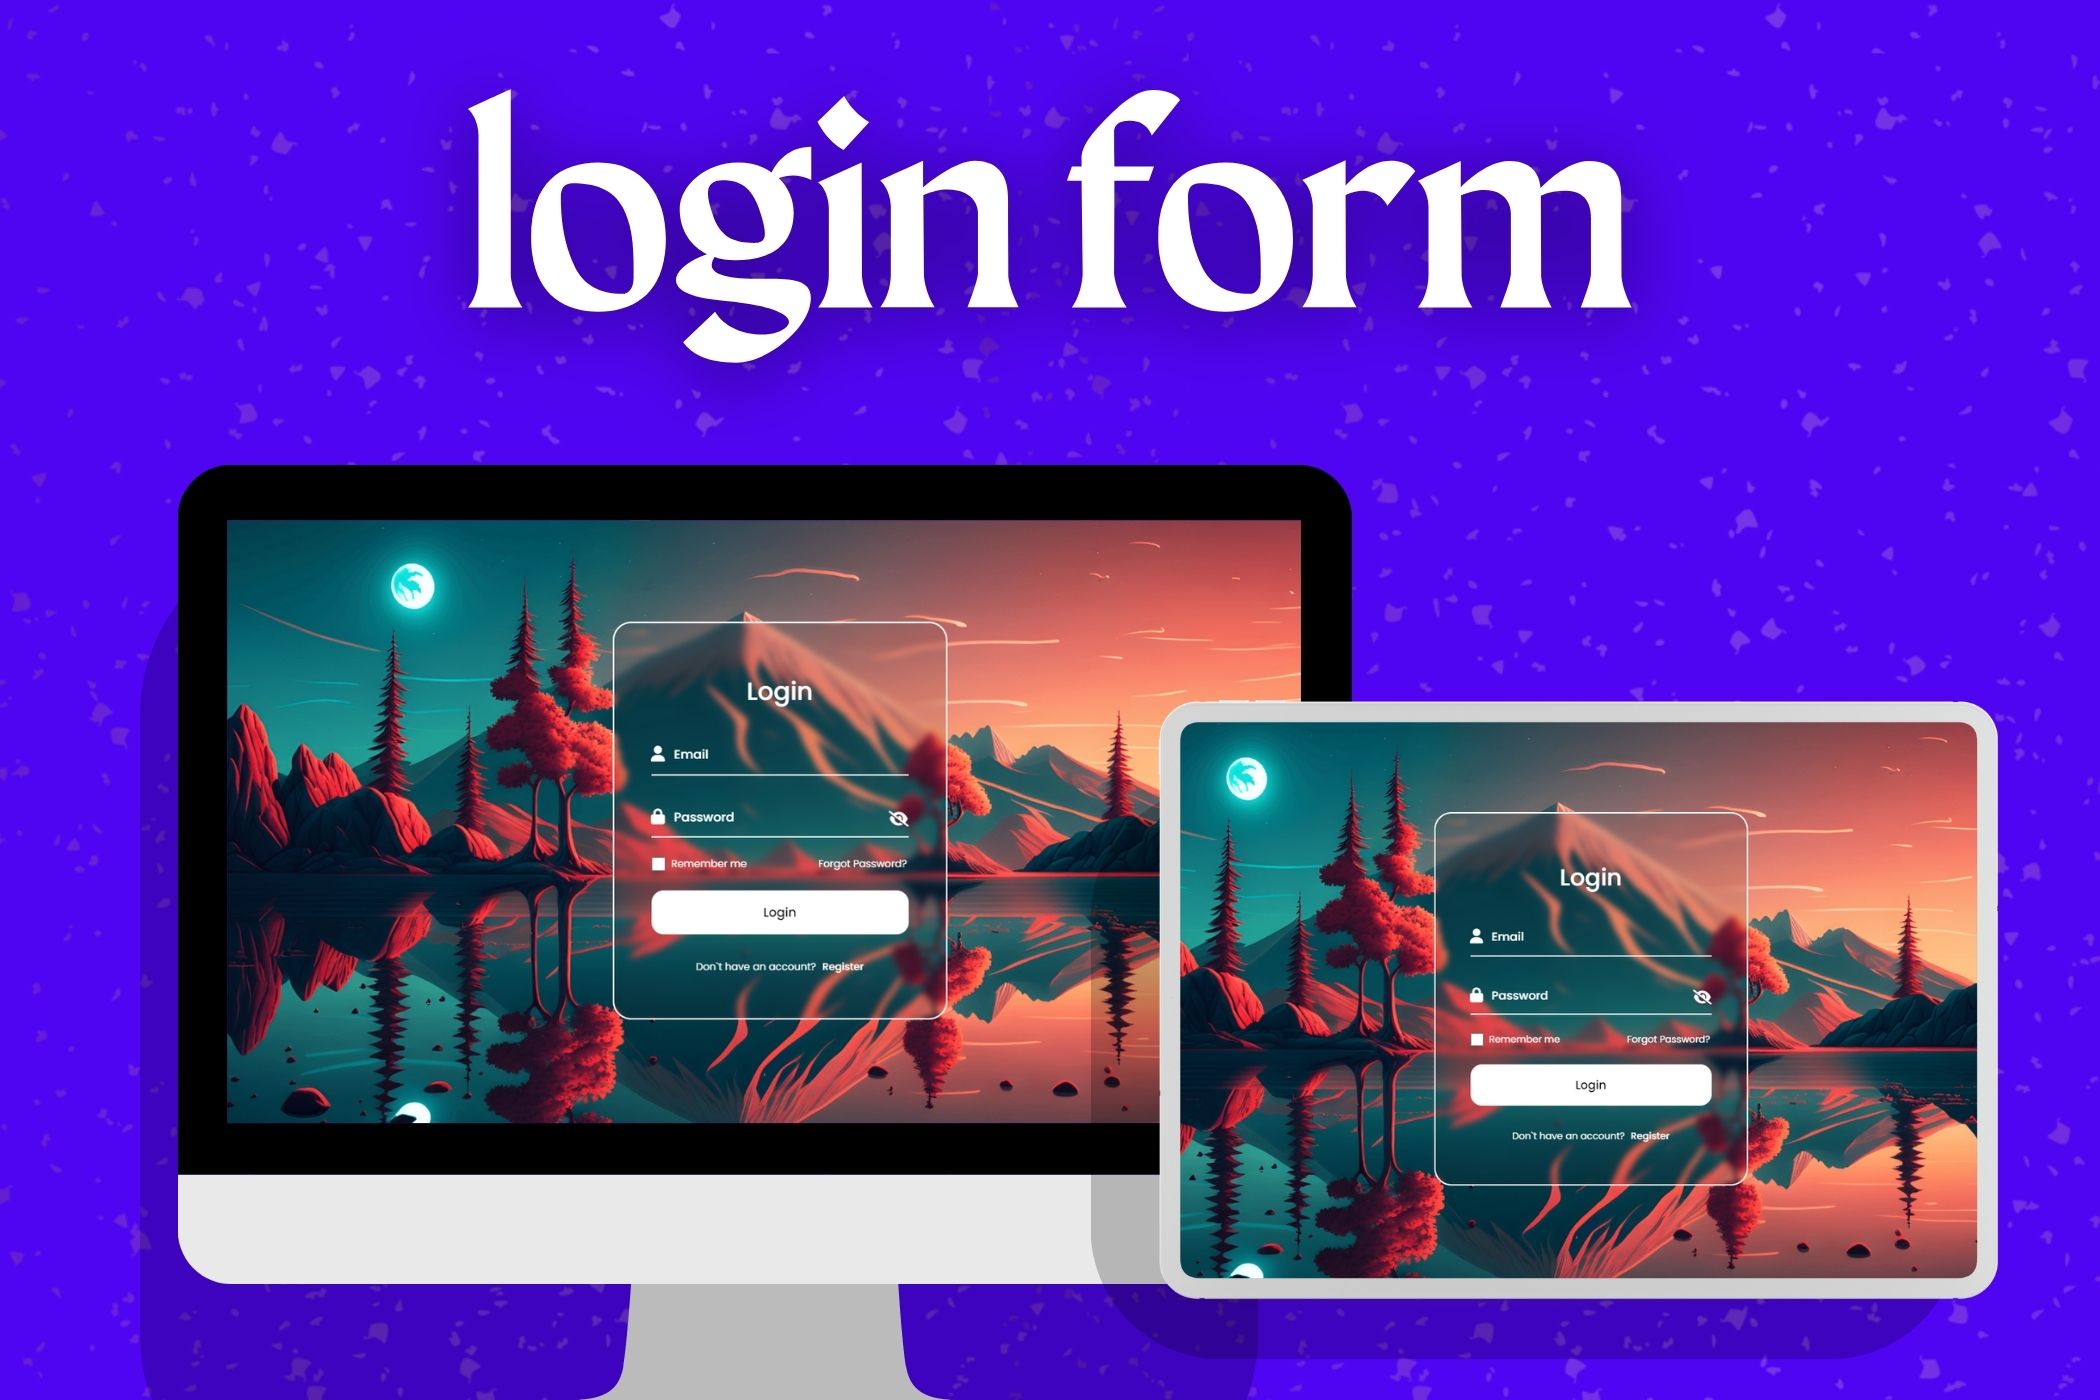 login form
Login
Email
Password
Remember me Forgot Password?
Login
Don`t have an account? Register
Login
Email
Password
Remember me Forgot Password?
Login
Don`t have an account? Register